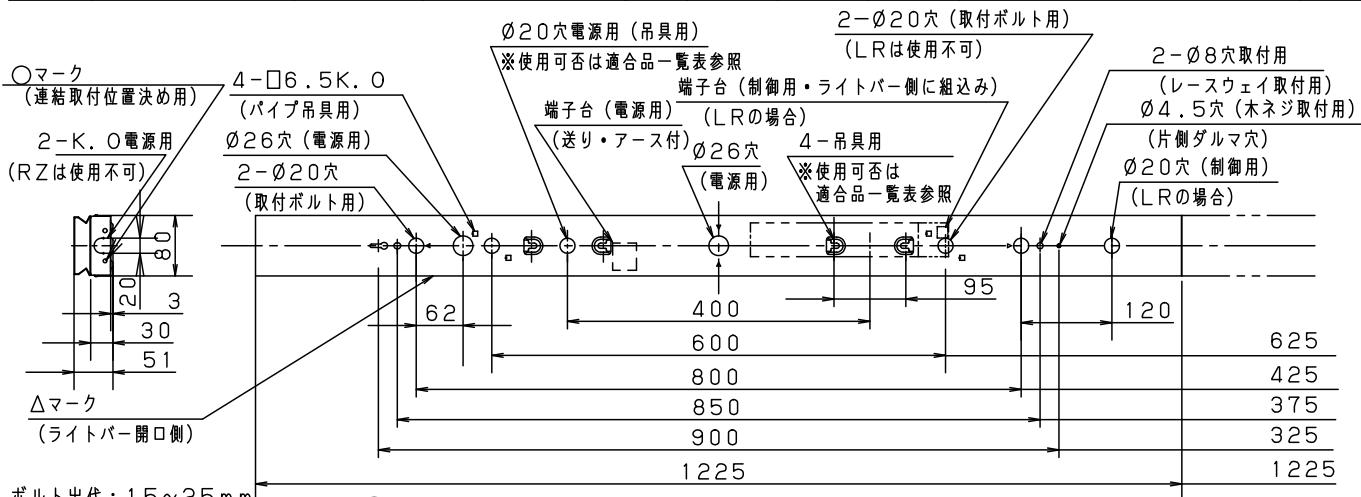 ○マーク
(連結取付位置決め用)
2-K.O電源用
(RZは使用不可)
4-□6.5K.O
(パイプ吊具用)
Ø26穴(電源用)
2-Ø20穴
(取付ボルト用)
Ø20穴電源用(吊具用)
※使用可否は適合品一覧表参照
端子台(電源用)
(送り・アース付)
端子台(制御用・ライトバー側に組込み)
(LRの場合)
Ø26穴
(電源用)
2-Ø20穴(取付ボルト用)
(LRは使用不可)
4-吊具用
※使用可否は
適合品一覧表参照
2-Ø8穴取付用
(レースウェイ取付用)
Ø4.5穴(木ネジ取付用)
(片側ダルマ穴)
Ø20穴(制御用)
(LRの場合)
80
20
3
30
51
62
400
95
120
600
625
800
425
850
375
900
325
1225
1225
△マーク
(ライトバー開口側)
ボルト出代:15~25mm